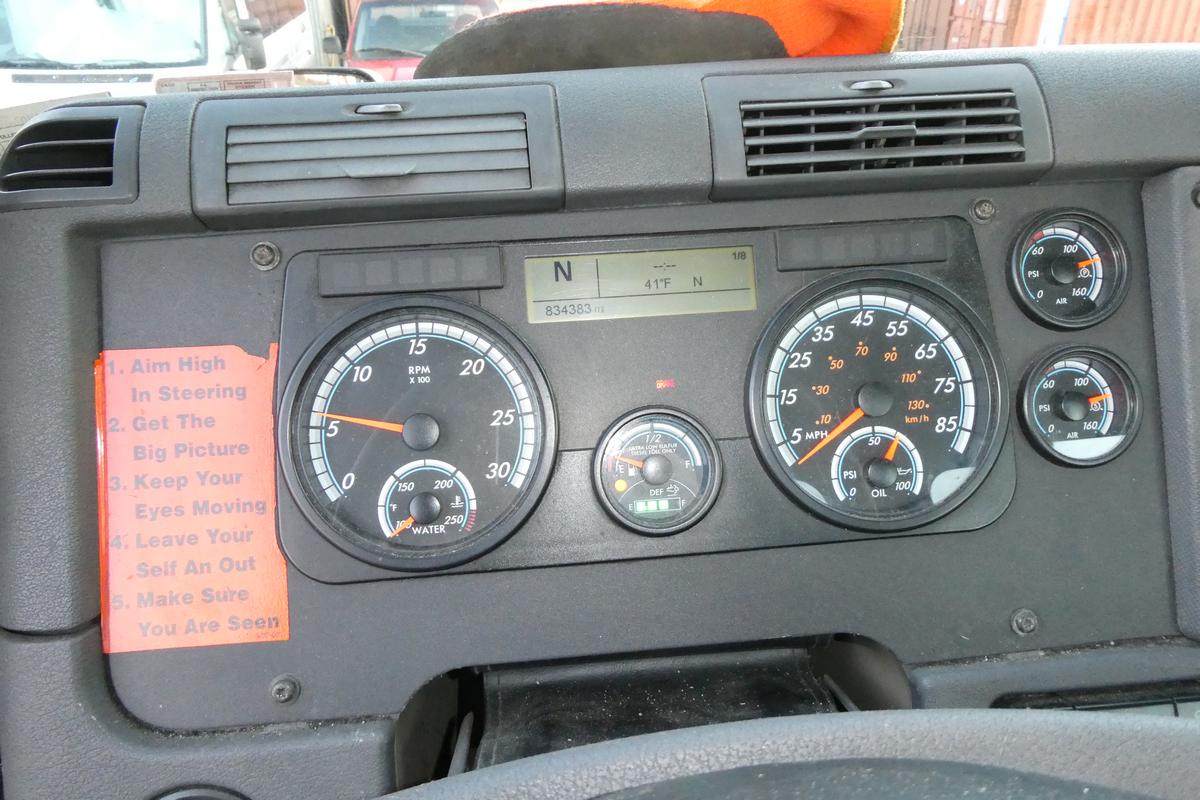 1. Aim High
In Steering
2. Get The
Big Picture
3. Keep Your
Eyes Moving
4. Leave Your
Self An Out
5. Make Sure
You Are Seen
N
--:--
1/8
41°F N
834383 mi
0
5
10
15
20
25
30
RPM
X 100
°F
100
150
200
250
WATER
BRAKE
1/2
ULTRA LOW SULFUR
DIESEL FUEL ONLY
E
F
DEF
E
F
5
15
25
35
45
55
65
75
85
MPH
10
30
50
70
90
110
130
km/h
PSI
0
50
100
OIL
60
100
PSI
0
160
AIR
60
100
PSI
0
160
AIR